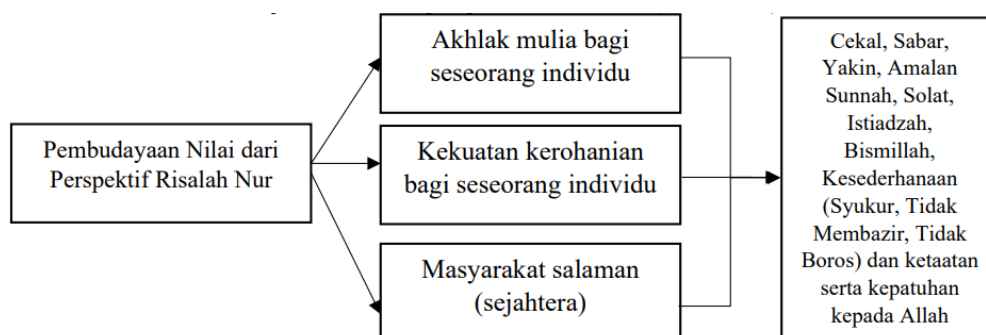 Pembudayaan Nilai dari
Perspektif Risalah Nur
Akhlak mulia bagi
seseorang individu
Kekuatan kerohanian
bagi seseorang individu
Masyarakat salaman
(sejahtera)
Cekal, Sabar,
Yakin, Amalan
Sunnah, Solat,
Istiadzah,
Bismillah,
Kesederhanaan
(Syukur, Tidak
Membazir, Tidak
Boros) dan ketaatan
serta kepatuhan
kepada Allah